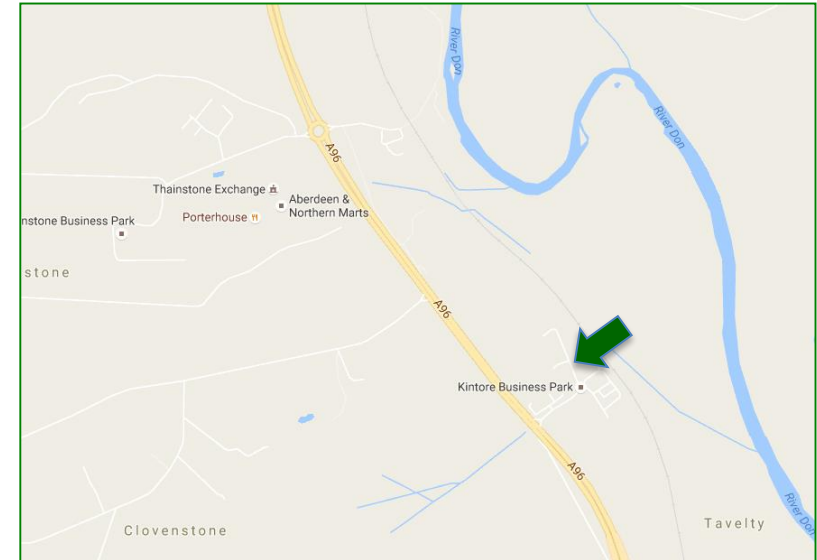 River Don
River Don
A96
Thainstone Exchange
Aberdeen &
Northern Marts
Porterhouse
nstone Business Park
stone
A96
Kintore Business Park
A96
River Don
Tavelty
Clovenstone